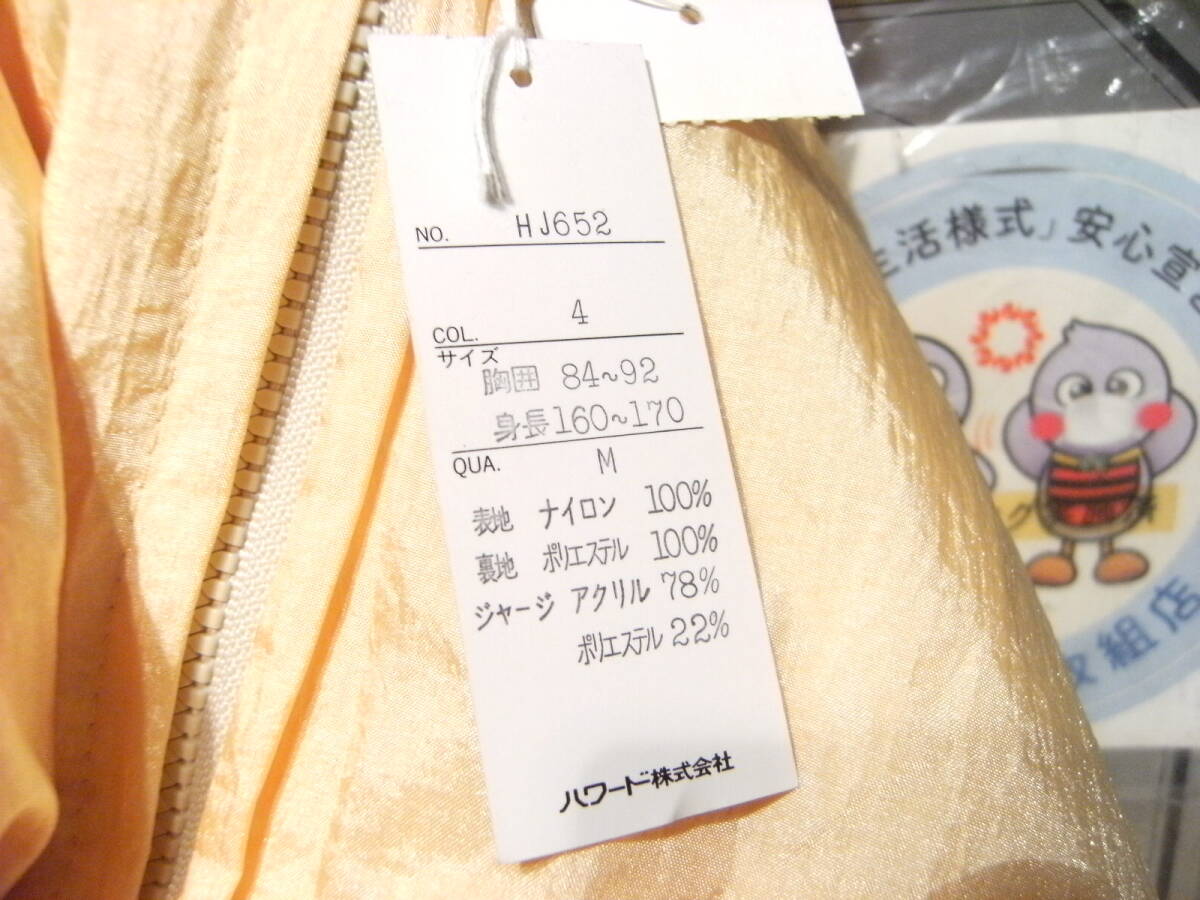 NO. HJ652
COL. 4
サイズ
胸囲 84~92
身長160~170
QUA. M
表地 ナイロン 100%
裏地 ポリエステル 100%
ジャージ アクリル 78%
ポリエステル 22%
ハワード株式会社
生活様式」安心宣
組店